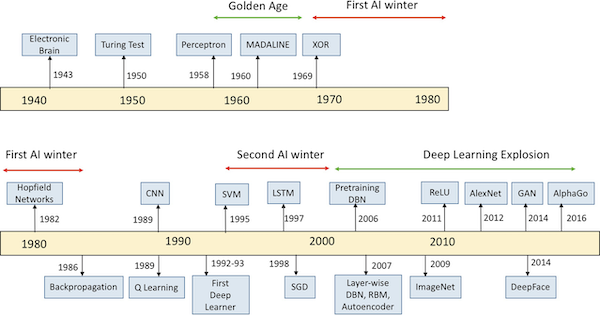 Golden Age
First AI winter
Electronic
Brain
Turing Test
Perceptron
MADALINE
XOR
1943
1950
1958
1960
1969
1940
1950
1960
1970
1980
First AI winter
Second AI winter
Deep Learning Explosion
Hopfield
Networks
CNN
SVM
LSTM
Pretraining
DBN
ReLU
AlexNet
GAN
AlphaGo
1982
1989
1995
1997
2006
2011
2012
2014
2016
1980
1990
2000
2010
1986
1989
1992-93
1998
2007
2009
2014
Backpropagation
Q Learning
First
Deep
Learner
SGD
Layer-wise
DBN, RBM,
Autoencoder
ImageNet
DeepFace